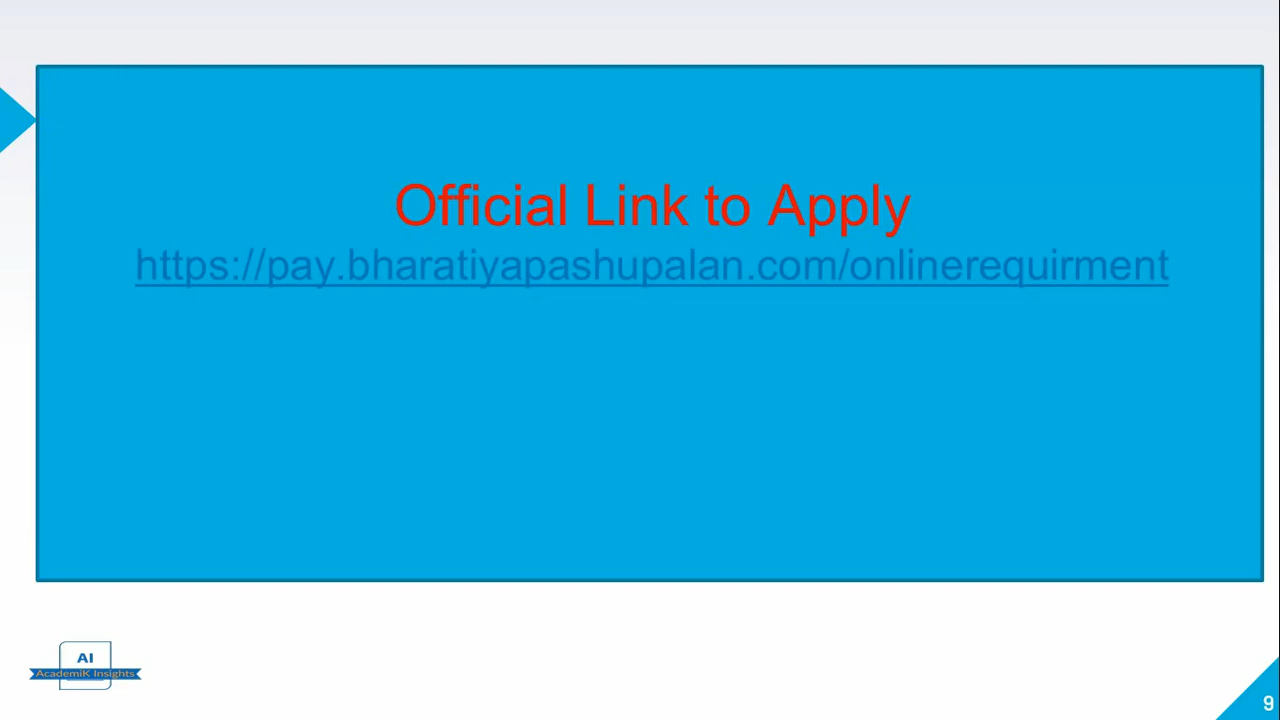 Official Link to Apply
https://pay.bharatiyapashupalan.com/onlinerequirment
AI
AcademiK Insights
9